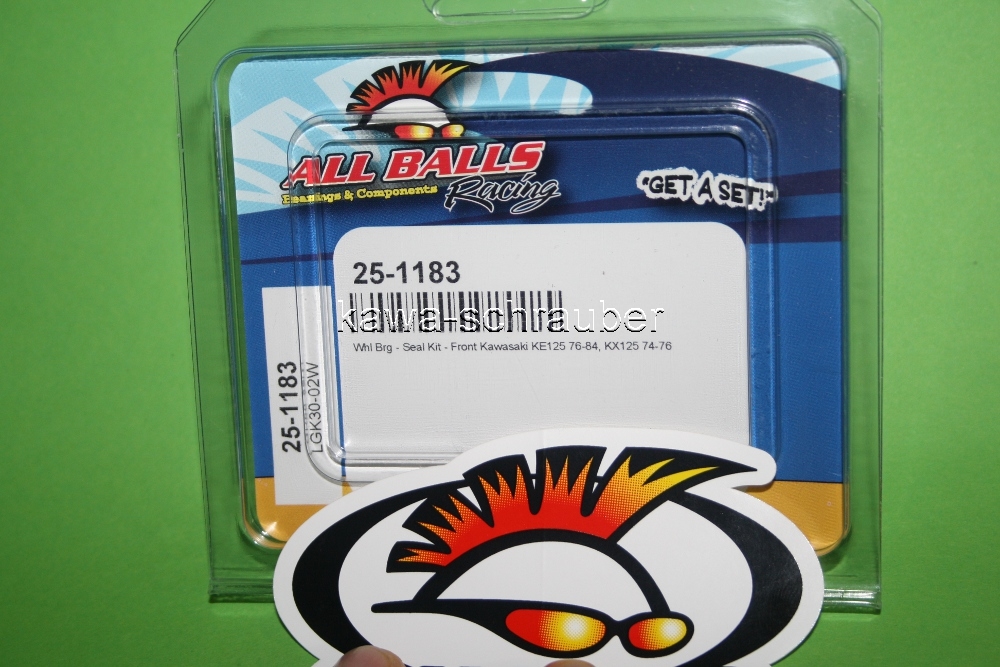 ALL BALLS
Racing
Bearings & Components
"GET A SET!"
25-1183
kawa-schrauber
Whl Brg - Seal Kit - Front Kawasaki KE125 76-84, KX125 74-76
25-1183
LGK30-02W